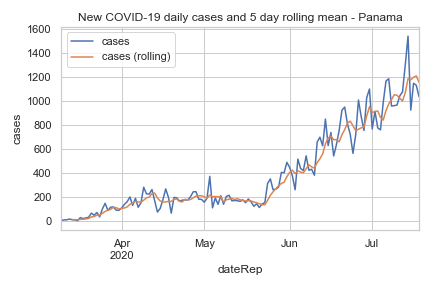 New COVID-19 daily cases and 5 day rolling mean - Panama
cases
cases (rolling)
1600
1400
1200
1000
800
600
400
200
0
cases
Apr
2020
May
Jun
Jul
dateRep